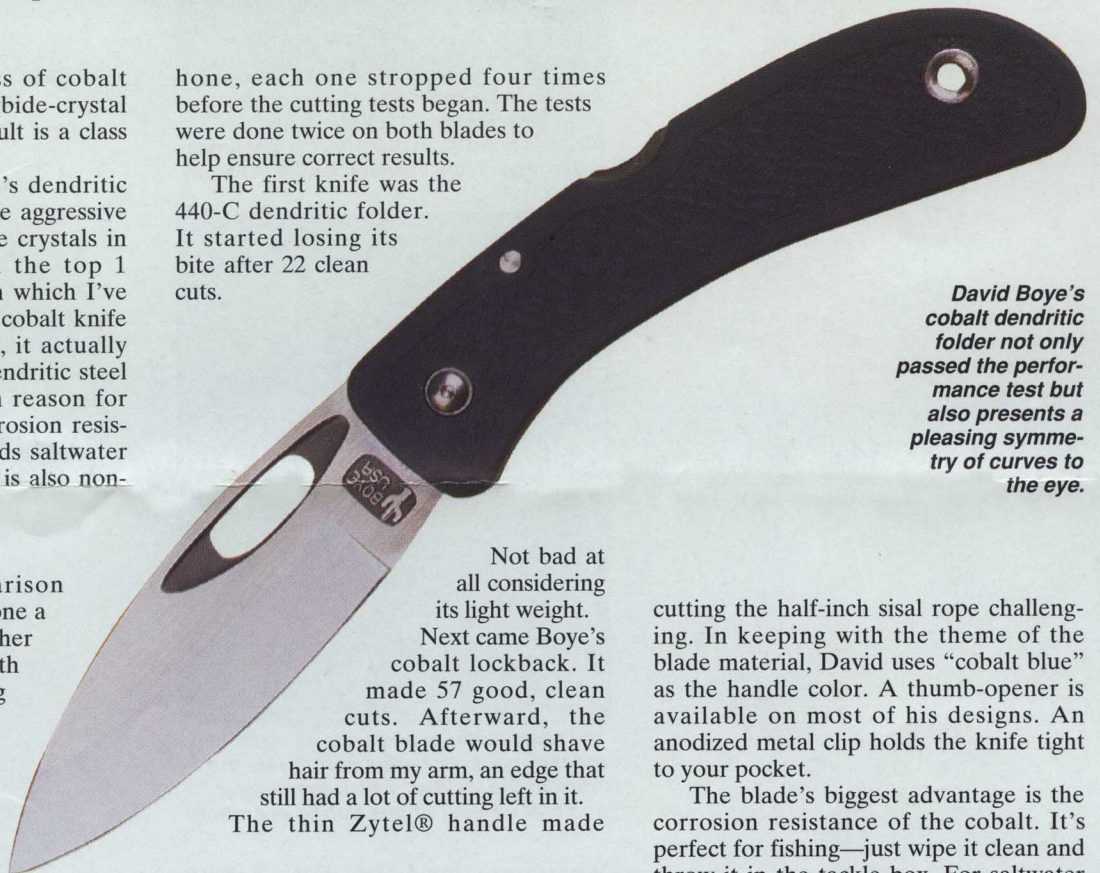 ss of cobalt
bide-crystal
ult is a class
's dendritic
e aggressive
e crystals in
the top 1
n which I've
cobalt knife
, it actually
endritic steel
n reason for
rosion resis-
ds saltwater
is also non-
arison
one a
her
th
g
hone, each one stropped four times
before the cutting tests began. The tests
were done twice on both blades to
help ensure correct results.
The first knife was the
440-C dendritic folder.
It started losing its
bite after 22 clean
cuts.
Not bad at
all considering
its light weight.
Next came Boye's
cobalt lockback. It
made 57 good, clean
cuts. Afterward, the
cobalt blade would shave
hair from my arm, an edge that
still had a lot of cutting left in it.
The thin Zytel® handle made
BOYE
USA
David Boye's
cobalt dendritic
folder not only
passed the perfor-
mance test but
also presents a
pleasing symme-
try of curves to
the eye.
cutting the half-inch sisal rope challeng-
ing. In keeping with the theme of the
blade material, David uses “cobalt blue”
as the handle color. A thumb-opener is
available on most of his designs. An
anodized metal clip holds the knife tight
to your pocket.
The blade's biggest advantage is the
corrosion resistance of the cobalt. It's
perfect for fishing—just wipe it clean and
throw it in the tackle box. For saltwater